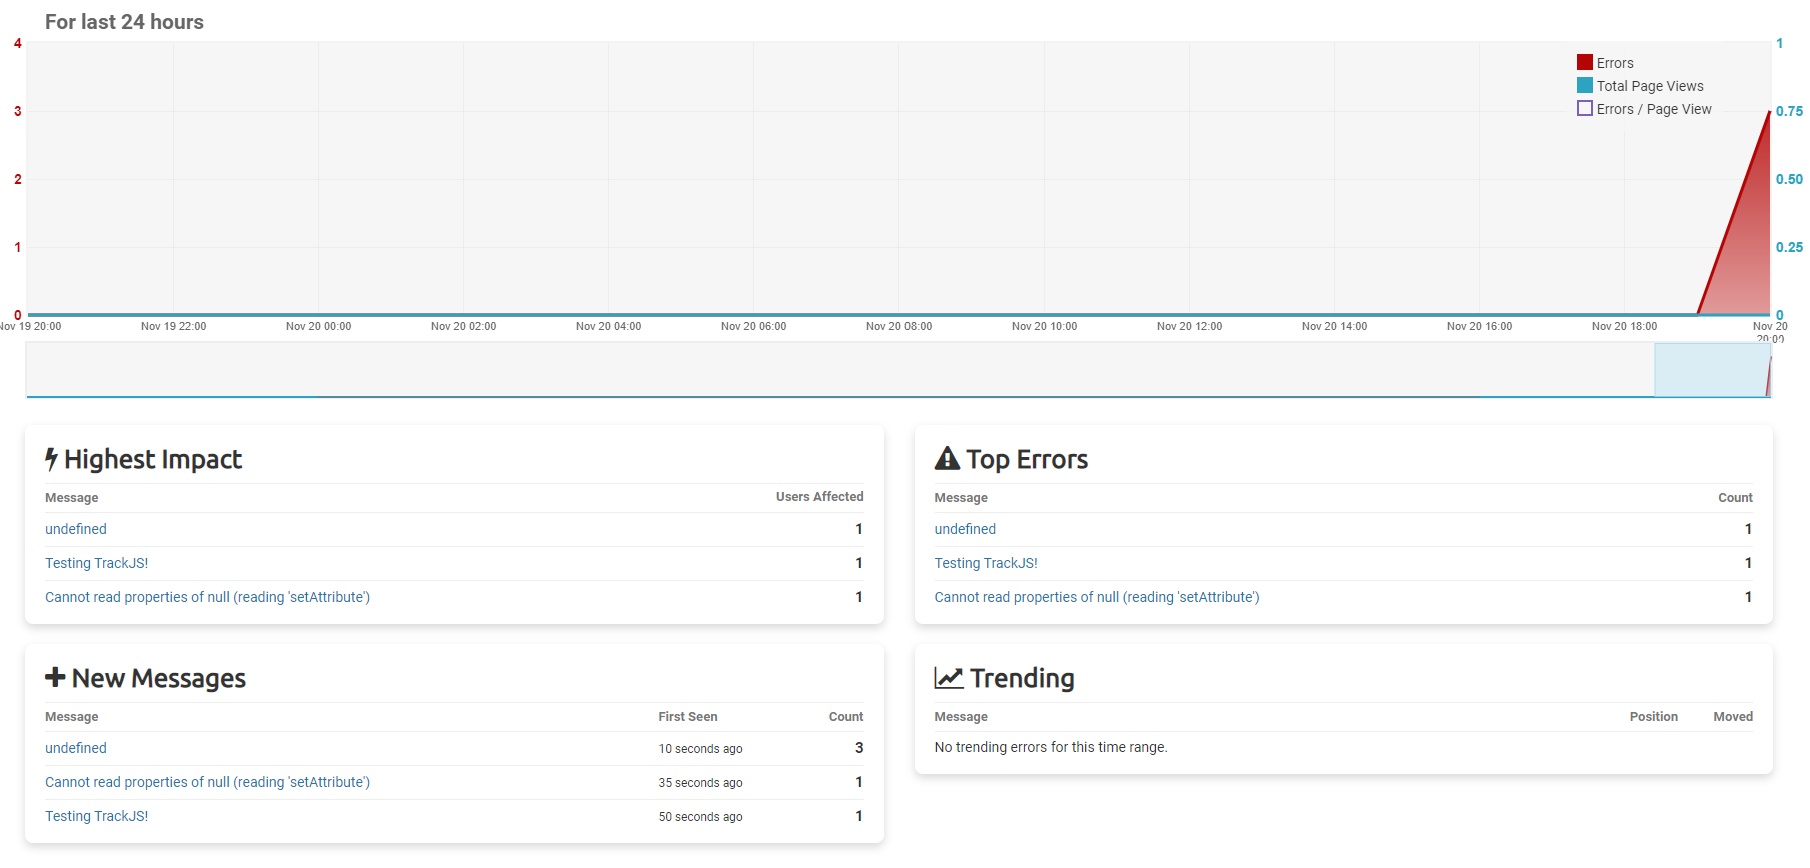 For last 24 hours
4
3
2
1
0
1
0.75
0.50
0.25
0
Errors
Total Page Views
Errors / Page View
Nov 19 20:00 Nov 19 22:00 Nov 20 00:00 Nov 20 02:00 Nov 20 04:00 Nov 20 06:00 Nov 20 08:00 Nov 20 10:00 Nov 20 12:00 Nov 20 14:00 Nov 20 16:00 Nov 20 18:00 Nov 20
20:00
Highest Impact
Message Users Affected
undefined 1
Testing TrackJS! 1
Cannot read properties of null (reading 'setAttribute') 1
Top Errors
Message Count
undefined 1
Testing TrackJS! 1
Cannot read properties of null (reading 'setAttribute') 1
New Messages
Message First Seen Count
undefined 10 seconds ago 3
Cannot read properties of null (reading 'setAttribute') 35 seconds ago 1
Testing TrackJS! 50 seconds ago 1
Trending
Message Position Moved
No trending errors for this time range.